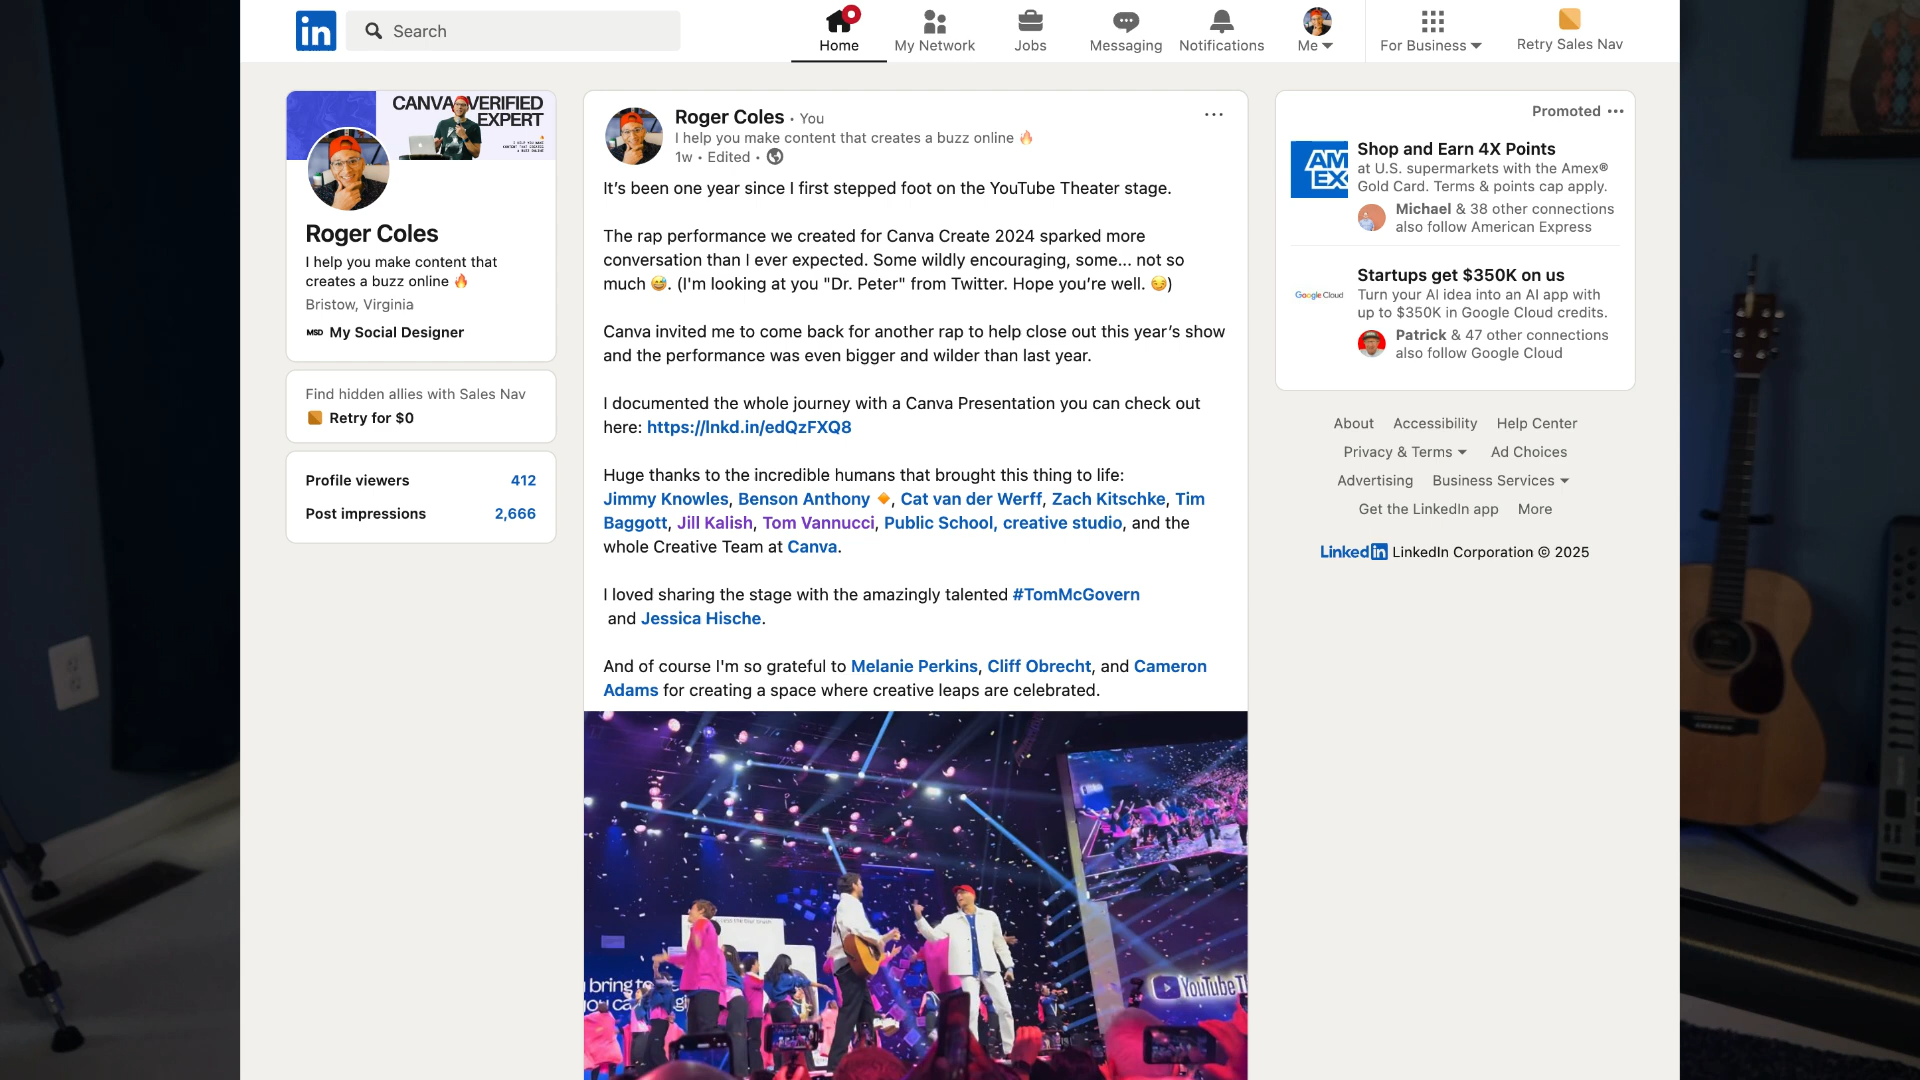 in
Search
Home
My Network
Jobs
Messaging
Notifications
Me
For Business
Retry Sales Nav
CANVA VERIFIED
EXPERT
I HELP YOU MAKE
CONTENT THAT CREATES
A BUZZ ONLINE
Roger Coles
I help you make content that
creates a buzz online 🔥
Bristow, Virginia
MSD My Social Designer
Find hidden allies with Sales Nav
Retry for $0
Profile viewers 412
Post impressions 2,666
Roger Coles • You
I help you make content that creates a buzz online 🔥
1w • Edited •
It’s been one year since I first stepped foot on the YouTube Theater stage.
The rap performance we created for Canva Create 2024 sparked more
conversation than I ever expected. Some wildly encouraging, some... not so
much 😅. (I'm looking at you "Dr. Peter" from Twitter. Hope you’re well. 😏)
Canva invited me to come back for another rap to help close out this year’s show
and the performance was even bigger and wilder than last year.
I documented the whole journey with a Canva Presentation you can check out
here: https://lnkd.in/edQzFXQ8
Huge thanks to the incredible humans that brought this thing to life:
Jimmy Knowles, Benson Anthony 🔸, Cat van der Werff, Zach Kitschke, Tim
Baggott, Jill Kalish, Tom Vannucci, Public School, creative studio, and the
whole Creative Team at Canva.
I loved sharing the stage with the amazingly talented #TomMcGovern
and Jessica Hische.
And of course I'm so grateful to Melanie Perkins, Cliff Obrecht, and Cameron
Adams for creating a space where creative leaps are celebrated.
bring
you
YouTube
Promoted
AM
EX
Shop and Earn 4X Points
at U.S. supermarkets with the Amex®
Gold Card. Terms & points cap apply.
Michael & 38 other connections
also follow American Express
Google Cloud
Startups get $350K on us
Turn your AI idea into an AI app with
up to $350K in Google Cloud credits.
Patrick & 47 other connections
also follow Google Cloud
About Accessibility Help Center
Privacy & Terms Ad Choices
Advertising Business Services
Get the LinkedIn app More
LinkedIn LinkedIn Corporation © 2025